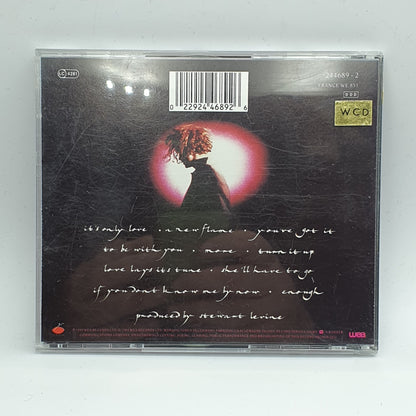 LC 4281
0 22924 46892 6
244689-2
FRANCE WE 851
WCD
it's only love · a new flame · you've got it
to be with you · more · turn it up
love lays its tune · she'll have to go
if you don't know me by now · enough
produced by stewart levine
wea